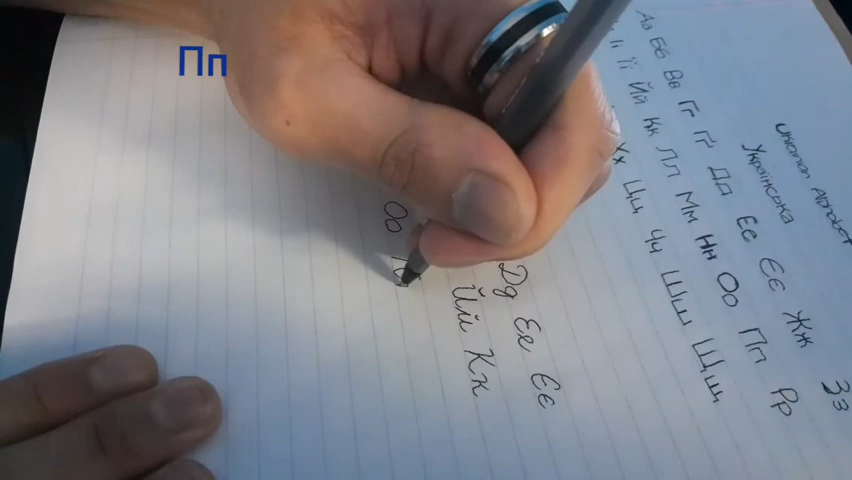 Пп
Ukrainian Alphabet
Українська
Аа Бб Вв Гг Ґґ Дд Ее Єє Жж Зз
Її Йй Кк Лл Мм Нн Оо Пп Рр
Хх Цц Чч Шш Щщ
Дд Ее Єє
Йй Кк
Оо